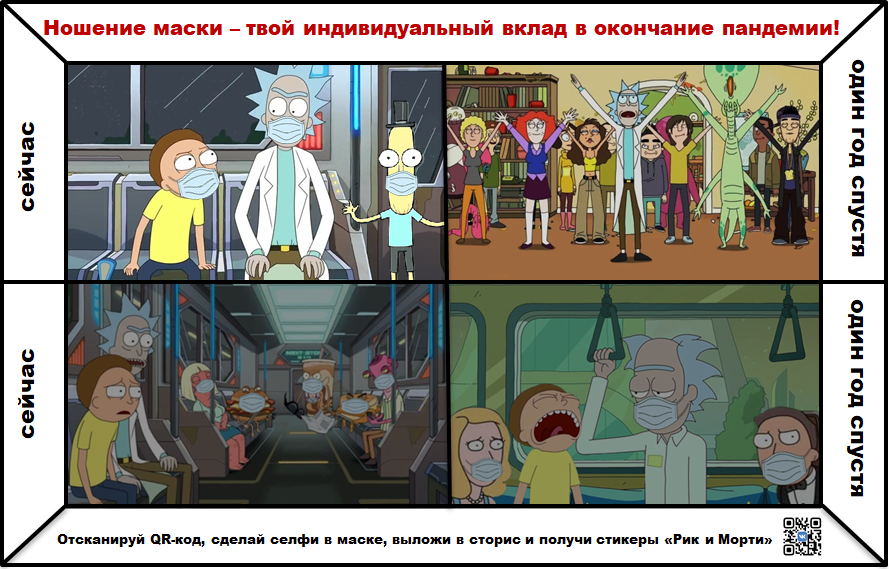 Ношение маски – твой индивидуальный вклад в окончание пандемии!
сейчас
один год спустя
сейчас
один год спустя
Отсканируй QR-код, сделай селфи в маске, выложи в сторис и получи стикеры «Рик и Морти»